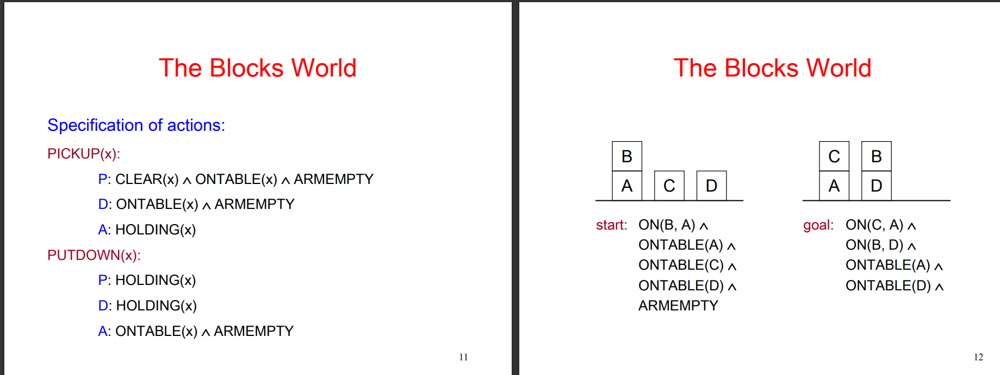 The Blocks World
Specification of actions:
PICKUP(x):
P: CLEAR(x) ∧ ONTABLE(x) ∧ ARMEMPTY
D: ONTABLE(x) ∧ ARMEMPTY
A: HOLDING(x)
PUTDOWN(x):
P: HOLDING(x)
D: HOLDING(x)
A: ONTABLE(x) ∧ ARMEMPTY
11
The Blocks World
B
A C D
start: ON(B, A) ∧
ONTABLE(A) ∧
ONTABLE(C) ∧
ONTABLE(D) ∧
ARMEMPTY
C B
A D
goal: ON(C, A) ∧
ON(B, D) ∧
ONTABLE(A) ∧
ONTABLE(D) ∧
12